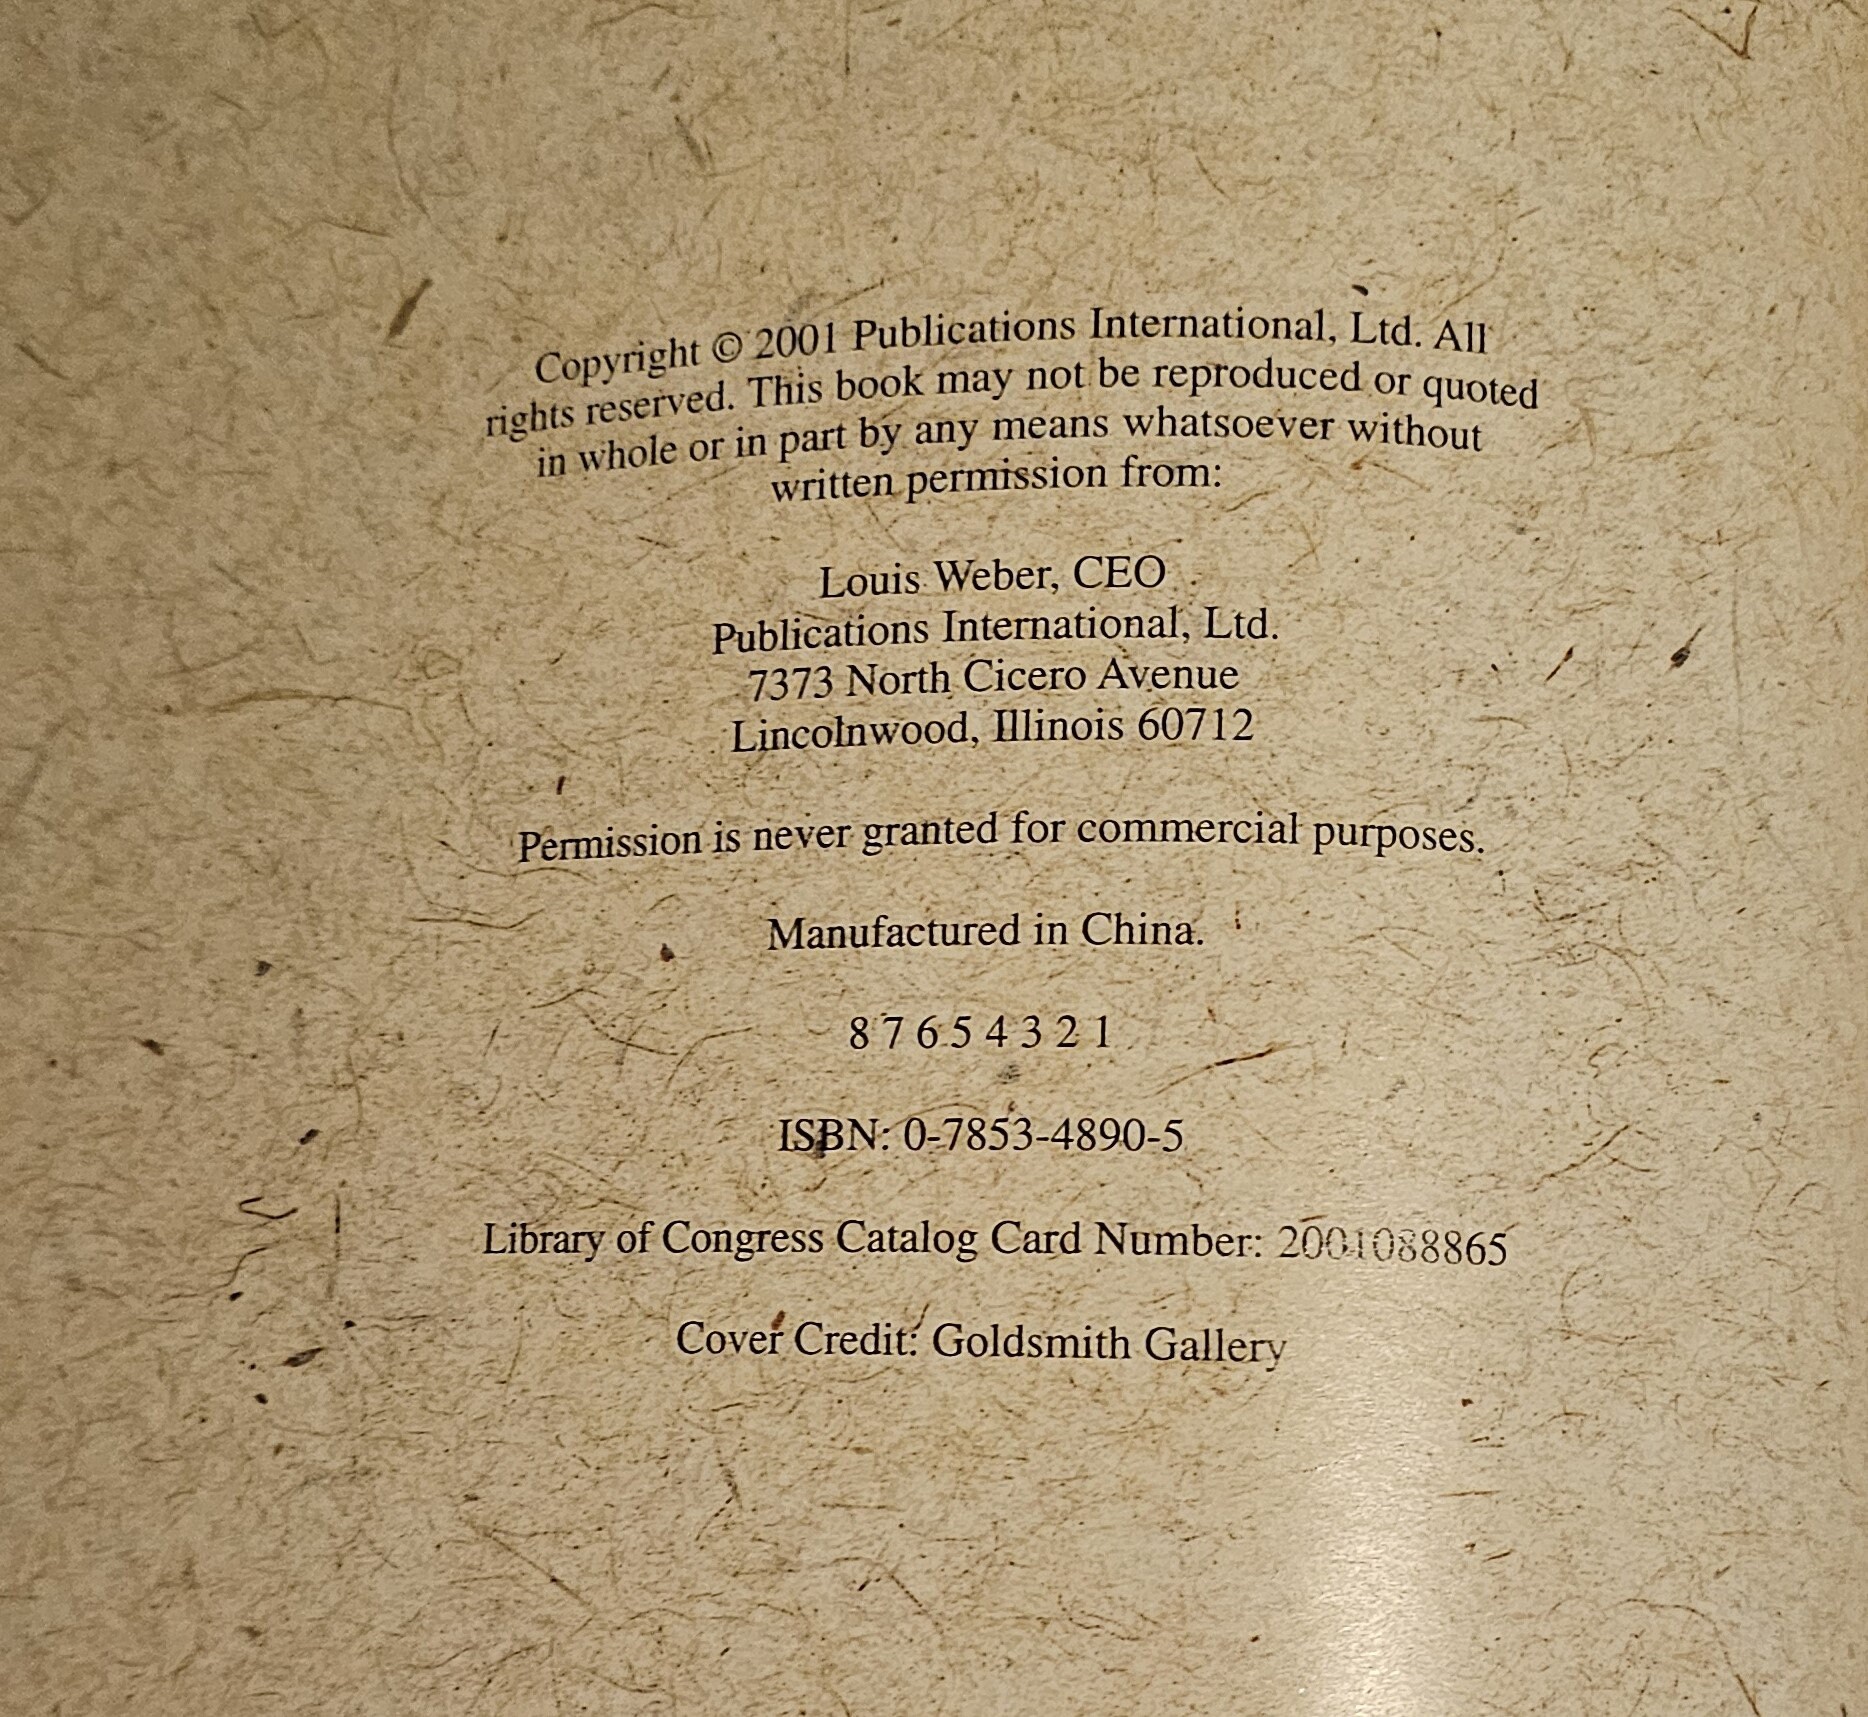 Copyright © 2001 Publications International, Ltd. All
rights reserved. This book may not be reproduced or quoted
in whole or in part by any means whatsoever without
written permission from:
Louis Weber, CEO
Publications International, Ltd.
7373 North Cicero Avenue
Lincolnwood, Illinois 60712
Permission is never granted for commercial purposes.
Manufactured in China.
8 7 6 5 4 3 2 1
ISBN: 0-7853-4890-5
Library of Congress Catalog Card Number: 2001088865
Cover Credit: Goldsmith Gallery